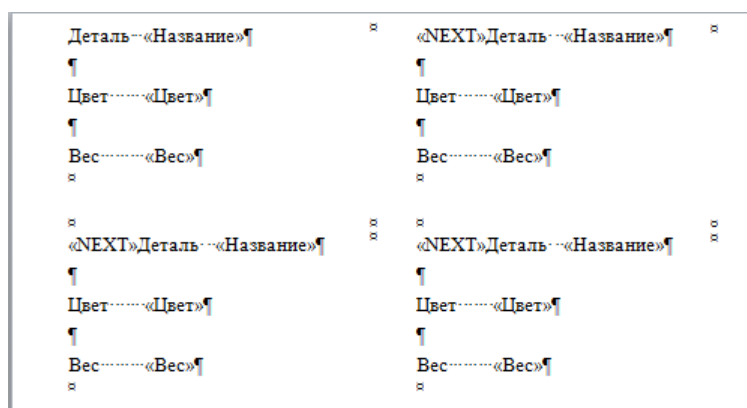 Деталь···«Название»¶ ¤ «NEXT»Деталь···«Название»¶ ¤
¶ ¶
Цвет·······«Цвет»¶ Цвет·······«Цвет»¶
¶ ¶
Вес·········«Вес»¶ Вес·········«Вес»¶
¤ ¤
¤ ¤ ¤ ¤
«NEXT»Деталь···«Название»¶ ¤ «NEXT»Деталь···«Название»¶ ¤
¶ ¶
Цвет·······«Цвет»¶ Цвет·······«Цвет»¶
¶ ¶
Вес·········«Вес»¶ Вес·········«Вес»¶
¤ ¤